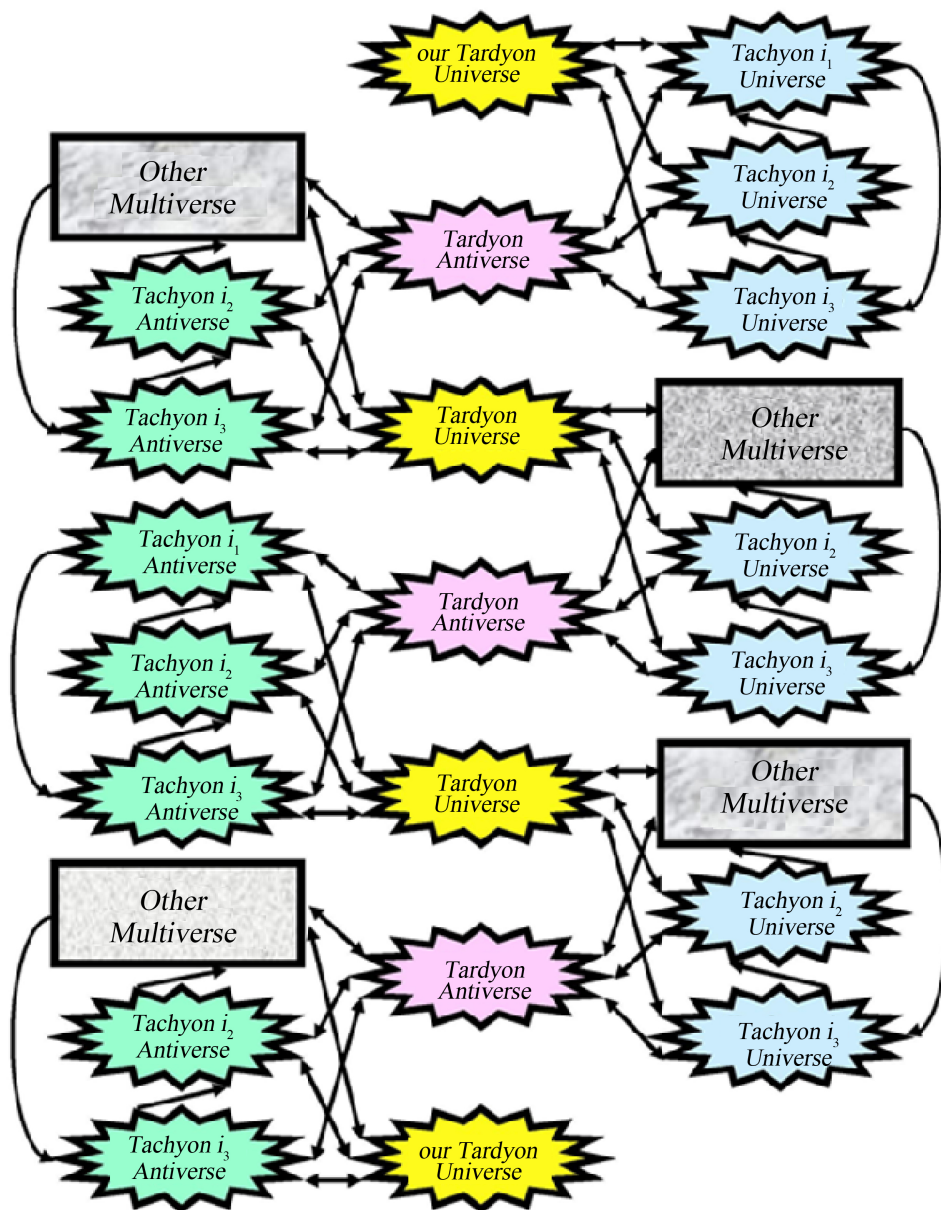 our Tardyon
Universe
Tachyon i₁
Universe
Other
Multiverse
Tachyon i₂
Universe
Tardyon
Antiverse
Tachyon i₂
Antiverse
Tachyon i₃
Universe
Tachyon i₃
Antiverse
Tardyon
Universe
Other
Multiverse
Tachyon i₁
Antiverse
Tachyon i₂
Universe
Tardyon
Antiverse
Tachyon i₂
Antiverse
Tachyon i₃
Universe
Tachyon i₃
Antiverse
Tardyon
Universe
Other
Multiverse
Other
Multiverse
Tachyon i₂
Universe
Tardyon
Antiverse
Tachyon i₂
Antiverse
Tachyon i₃
Universe
Tachyon i₃
Antiverse
our Tardyon
Universe